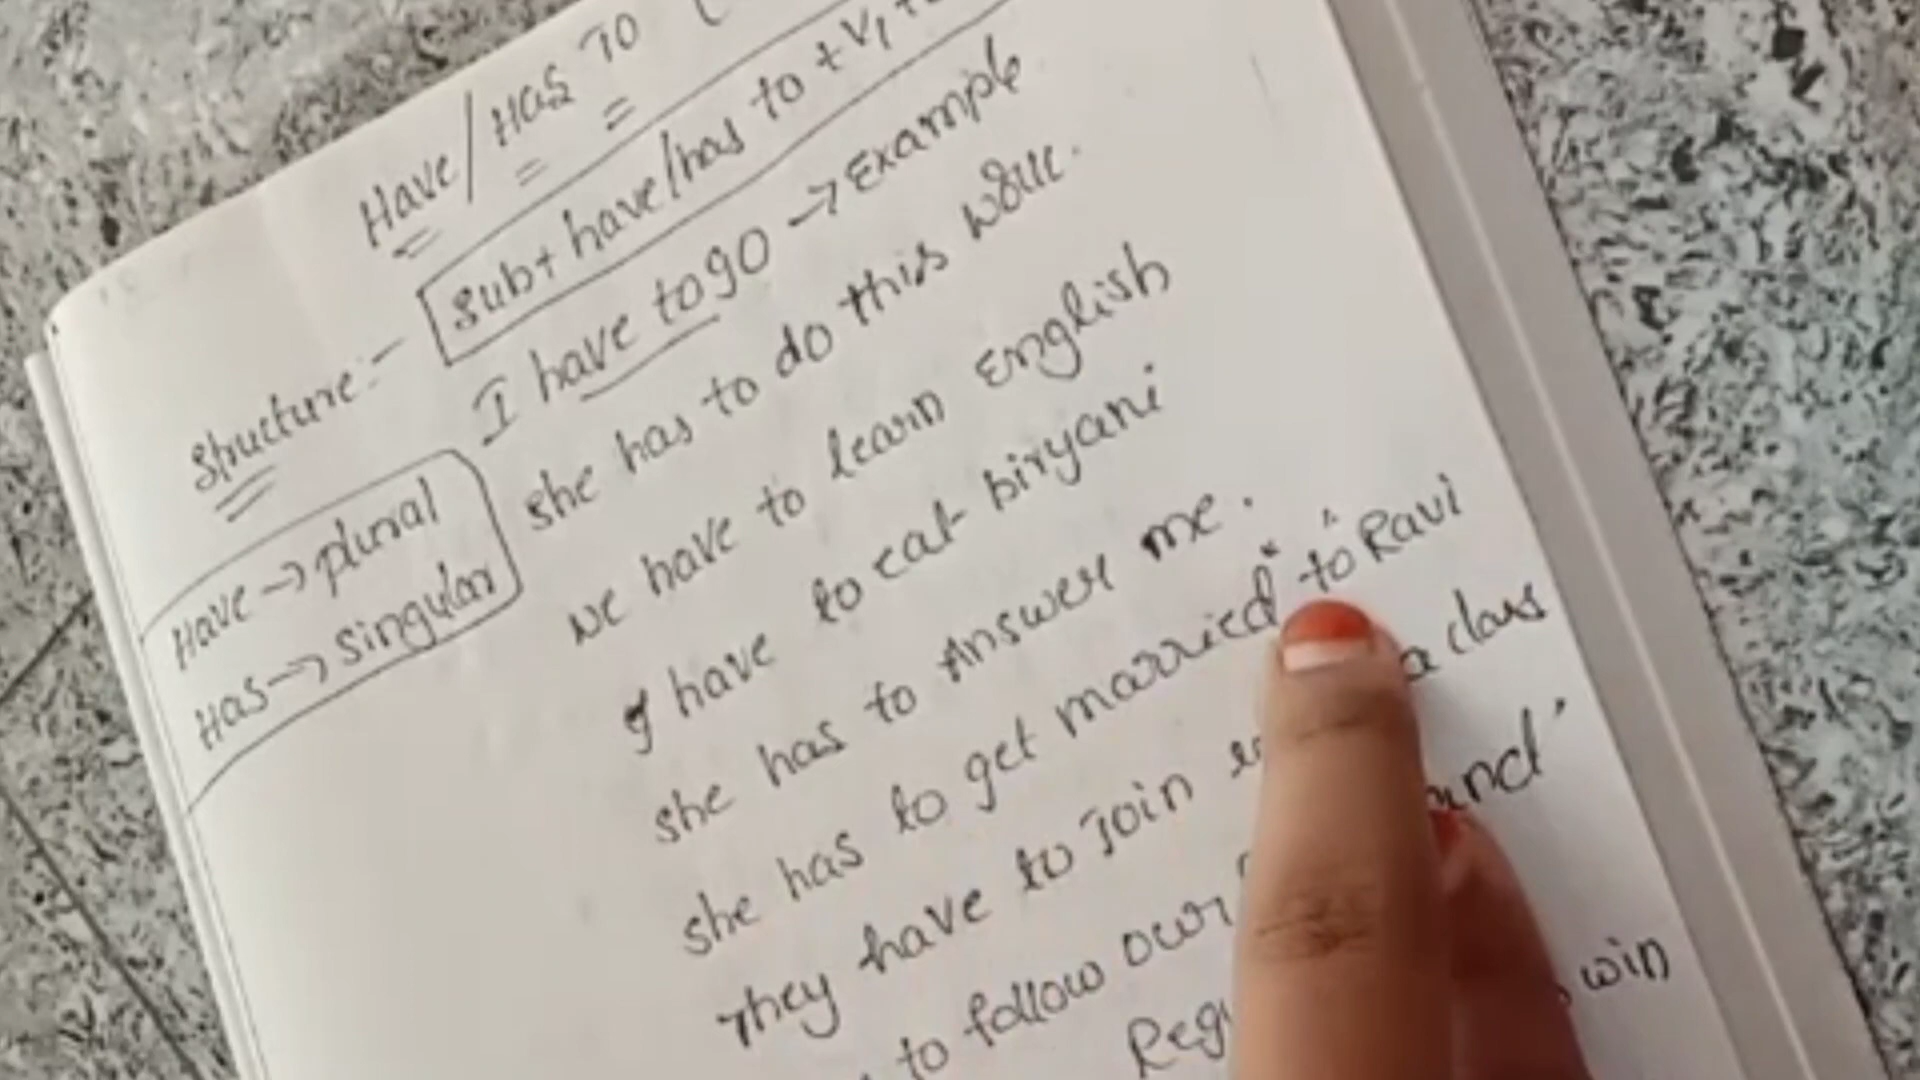 Have/Has To (
Structure:- Sub+ have/has to + V1 +
I have to go -> Example
She has to do this work.
Have -> plural
Has -> Singular
We have to learn English
I have to eat biryani
She has to Answer me.
She has to get married" "to Ravi
They have to Join a class
to follow our and
win